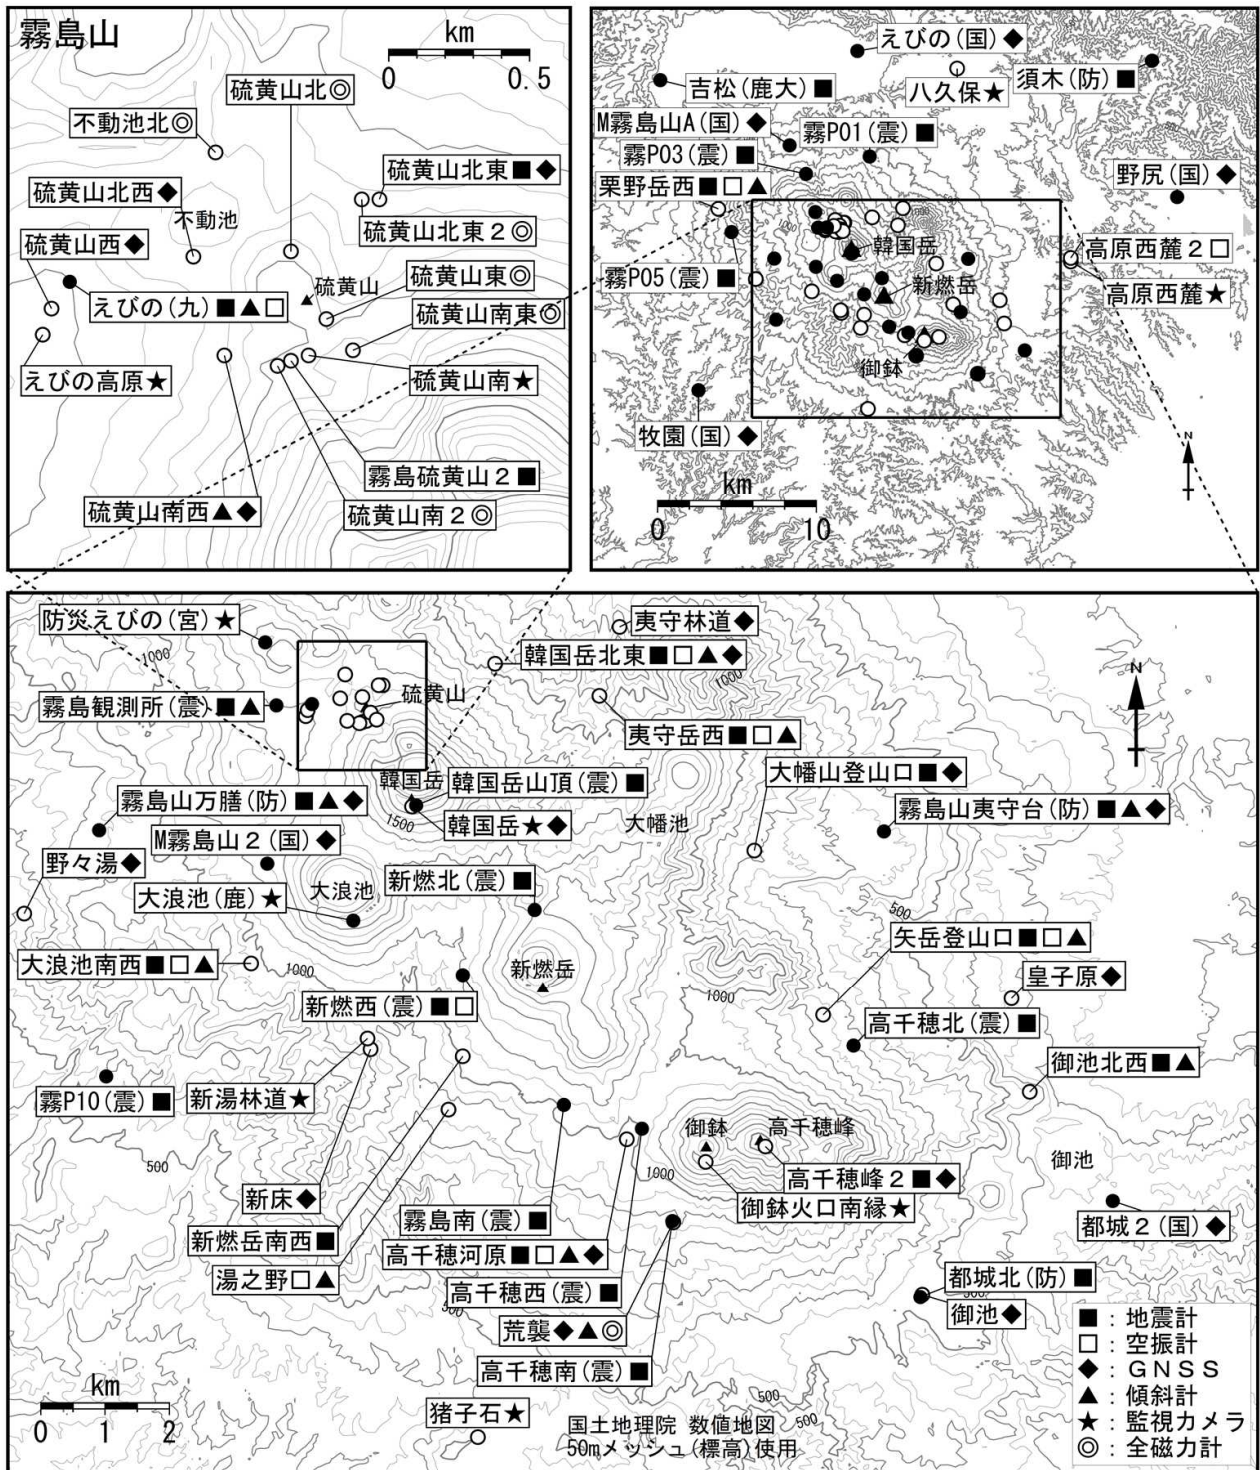 霧島山
km
0 0.5
硫黄山北◎
不動池北◎
硫黄山北東■◆
硫黄山北西◆
不動池
硫黄山北東2◎
硫黄山西◆
硫黄山東◎
硫黄山
えびの(九)■▲□
硫黄山南東◎
えびの高原★
硫黄山南★
霧島硫黄山2■
硫黄山南西▲◆
硫黄山南2◎
えびの(国)◆
吉松(鹿大)■
八久保★
須木(防)■
M霧島山A(国)◆
霧P01(震)■
霧P03(震)■
栗野岳西■□▲
野尻(国)◆
1000
1000
韓国岳
高原西麓2□
霧P05(震)■
新燃岳
高原西麓★
御鉢
牧園(国)◆
km
0 10
N
防災えびの(宮)★
夷守林道◆
1000
韓国岳北東■□▲◆
1000
N
霧島観測所(震)■▲
硫黄山
夷守岳西■□▲
韓国岳
韓国岳山頂(震)■
大幡山登山口■◆
霧島山万膳(防)■▲◆
1500
韓国岳★◆
大幡池
霧島山夷守台(防)■▲◆
M霧島山2(国)◆
野々湯◆
大浪池
新燃北(震)■
大浪池(鹿)★
500
矢岳登山口■□▲
大浪池南西■□▲
1000
新燃岳
皇子原◆
新燃西(震)■□
1000
高千穂北(震)■
御池北西■▲
霧P10(震)■
新湯林道★
500
御鉢
高千穂峰
1000
御池
高千穂峰2■◆
新床◆
御鉢火口南縁★
霧島南(震)■
都城2(国)◆
新燃岳南西■
高千穂河原■□▲◆
湯之野□▲
高千穂西(震)■
都城北(防)■
500
500
御池◆
荒襲◆▲◎
高千穂南(震)■
km
0 1 2
猪子石★
500
500
国土地理院 数値地図
50mメッシュ(標高)使用
■：地震計
□：空振計
◆：GNSS
▲：傾斜計
★：監視カメラ
◎：全磁力計